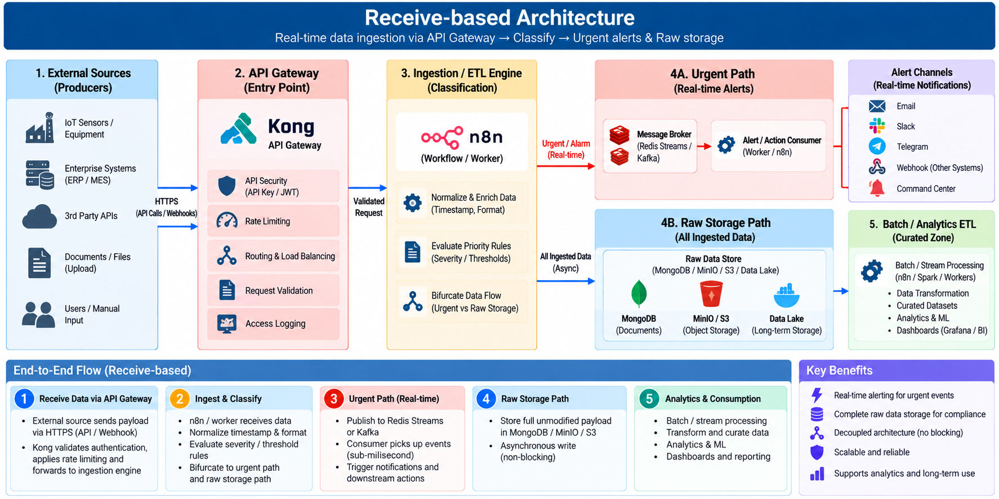 Receive-based Architecture
Real-time data ingestion via API Gateway → Classify → Urgent alerts & Raw storage
1. External Sources
(Producers)
IoT Sensors /
Equipment
Enterprise Systems
(ERP / MES)
3rd Party APIs
Documents / Files
(Upload)
Users / Manual
Input
HTTPS
(API Calls / Webhooks)
2. API Gateway
(Entry Point)
Kong
API Gateway
API Security
(API Key / JWT)
Rate Limiting
Routing & Load Balancing
Request Validation
Access Logging
Validated
Request
3. Ingestion / ETL Engine
(Classification)
n8n
(Workflow / Worker)
Normalize & Enrich Data
(Timestamp, Format)
Evaluate Priority Rules
(Severity / Thresholds)
Bifurcate Data Flow
(Urgent vs Raw Storage)
Urgent / Alarm
(Real-time)
All Ingested Data
(Async)
4A. Urgent Path
(Real-time Alerts)
Message Broker
(Redis Streams /
Kafka)
Alert / Action Consumer
(Worker / n8n)
Alert Channels
(Real-time Notifications)
Email
Slack
Telegram
Webhook (Other Systems)
Command Center
4B. Raw Storage Path
(All Ingested Data)
Raw Data Store
(MongoDB / MinIO / S3 / Data Lake)
MongoDB
(Documents)
MinIO / S3
(Object Storage)
Data Lake
(Long-term Storage)
5. Batch / Analytics ETL
(Curated Zone)
Batch / Stream Processing
(n8n / Spark / Workers)
• Data Transformation
• Curated Datasets
• Analytics & ML
• Dashboards (Grafana / BI)
End-to-End Flow (Receive-based)
1 Receive Data via API Gateway
• External source sends payload
via HTTPS (API / Webhook)
• Kong validates authentication,
applies rate limiting and
forwards to ingestion engine
2 Ingest & Classify
• n8n / worker receives data
• Normalize timestamp & format
• Evaluate severity / threshold
rules
• Bifurcate to urgent path
and raw storage path
3 Urgent Path (Real-time)
• Publish to Redis Streams
or Kafka
• Consumer picks up events
(sub-milisecond)
• Trigger notifications and
downstream actions
4 Raw Storage Path
• Store full unmodified payload
in MongoDB / MinIO / S3
• Asynchronous write
(non-blocking)
5 Analytics & Consumption
• Batch / stream processing
• Transform and curate data
• Analytics & ML
• Dashboards and reporting
Key Benefits
Real-time alerting for urgent events
Complete raw data storage for compliance
Decoupled architecture (no blocking)
Scalable and reliable
Supports analytics and long-term use